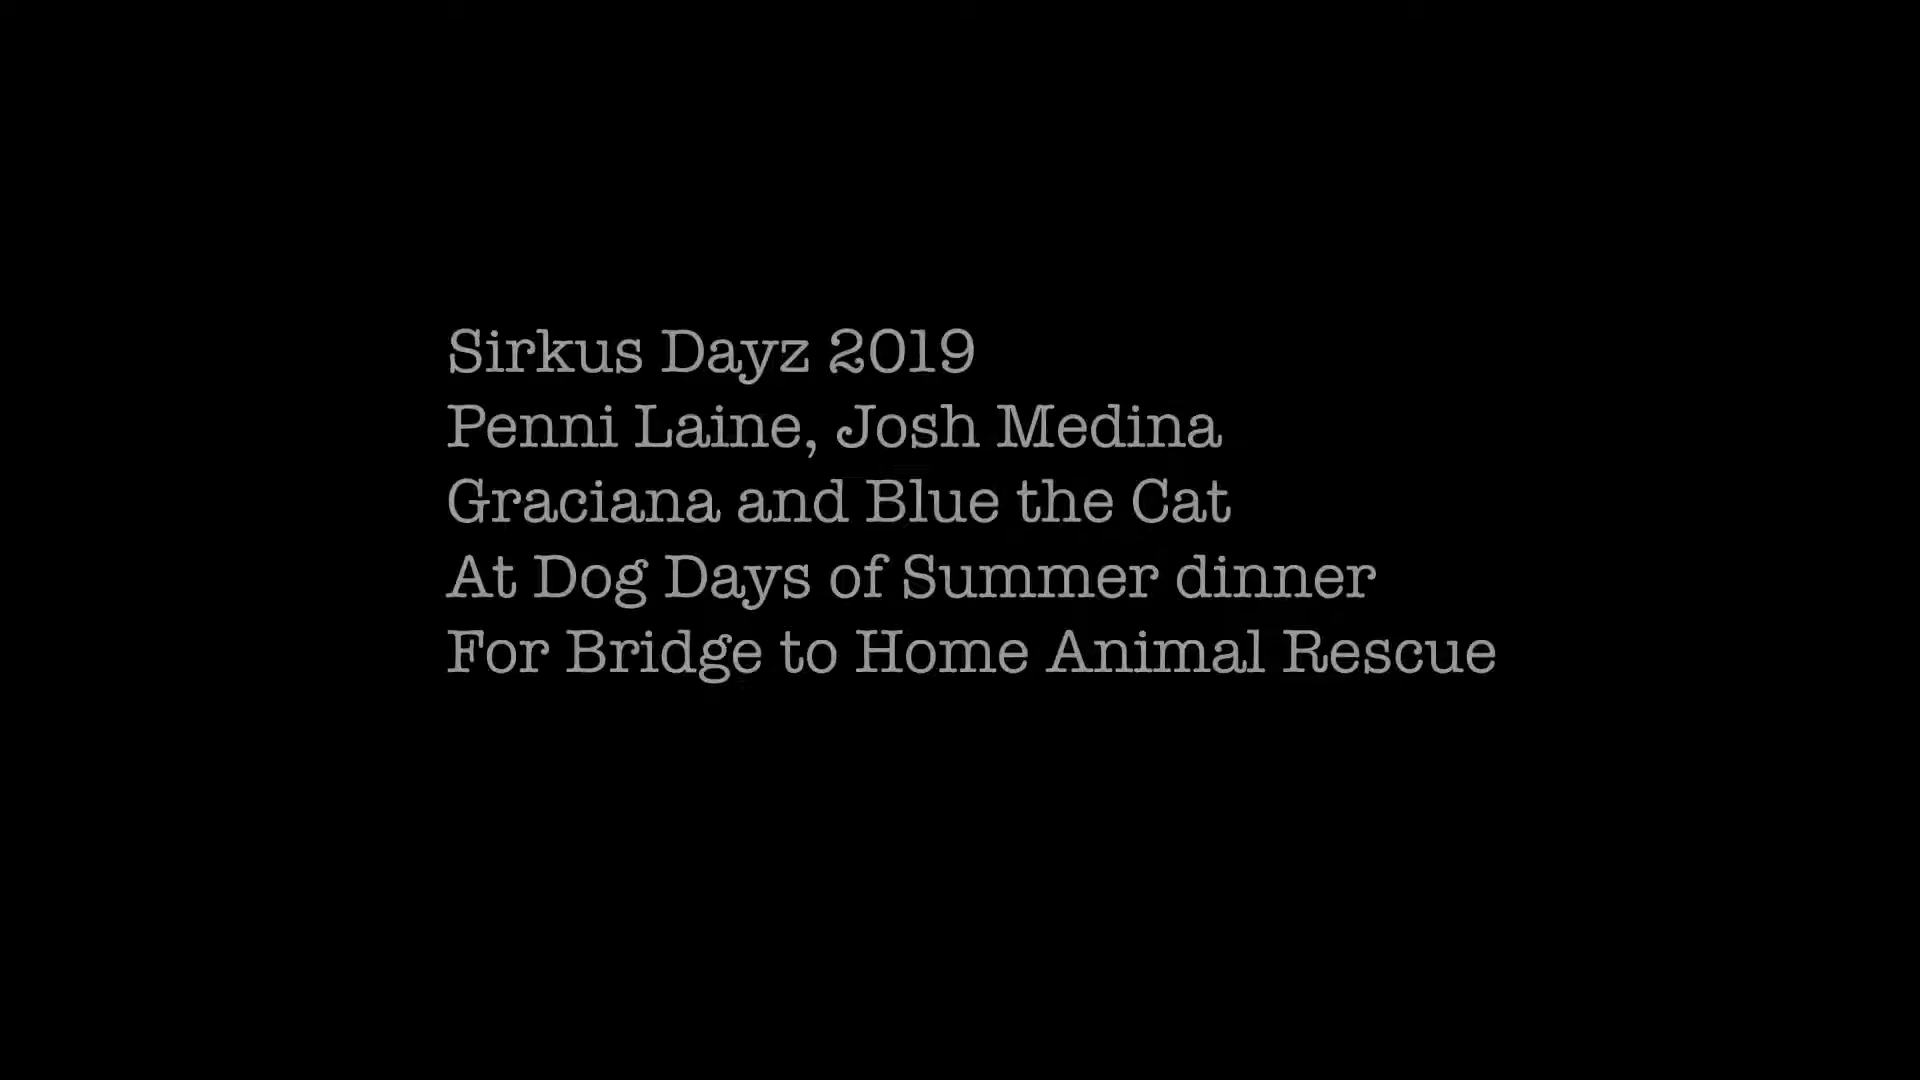 Sirkus Dayz 2019
Penni Laine, Josh Medina
Graciana and Blue the Cat
At Dog Days of Summer dinner
For Bridge to Home Animal Rescue